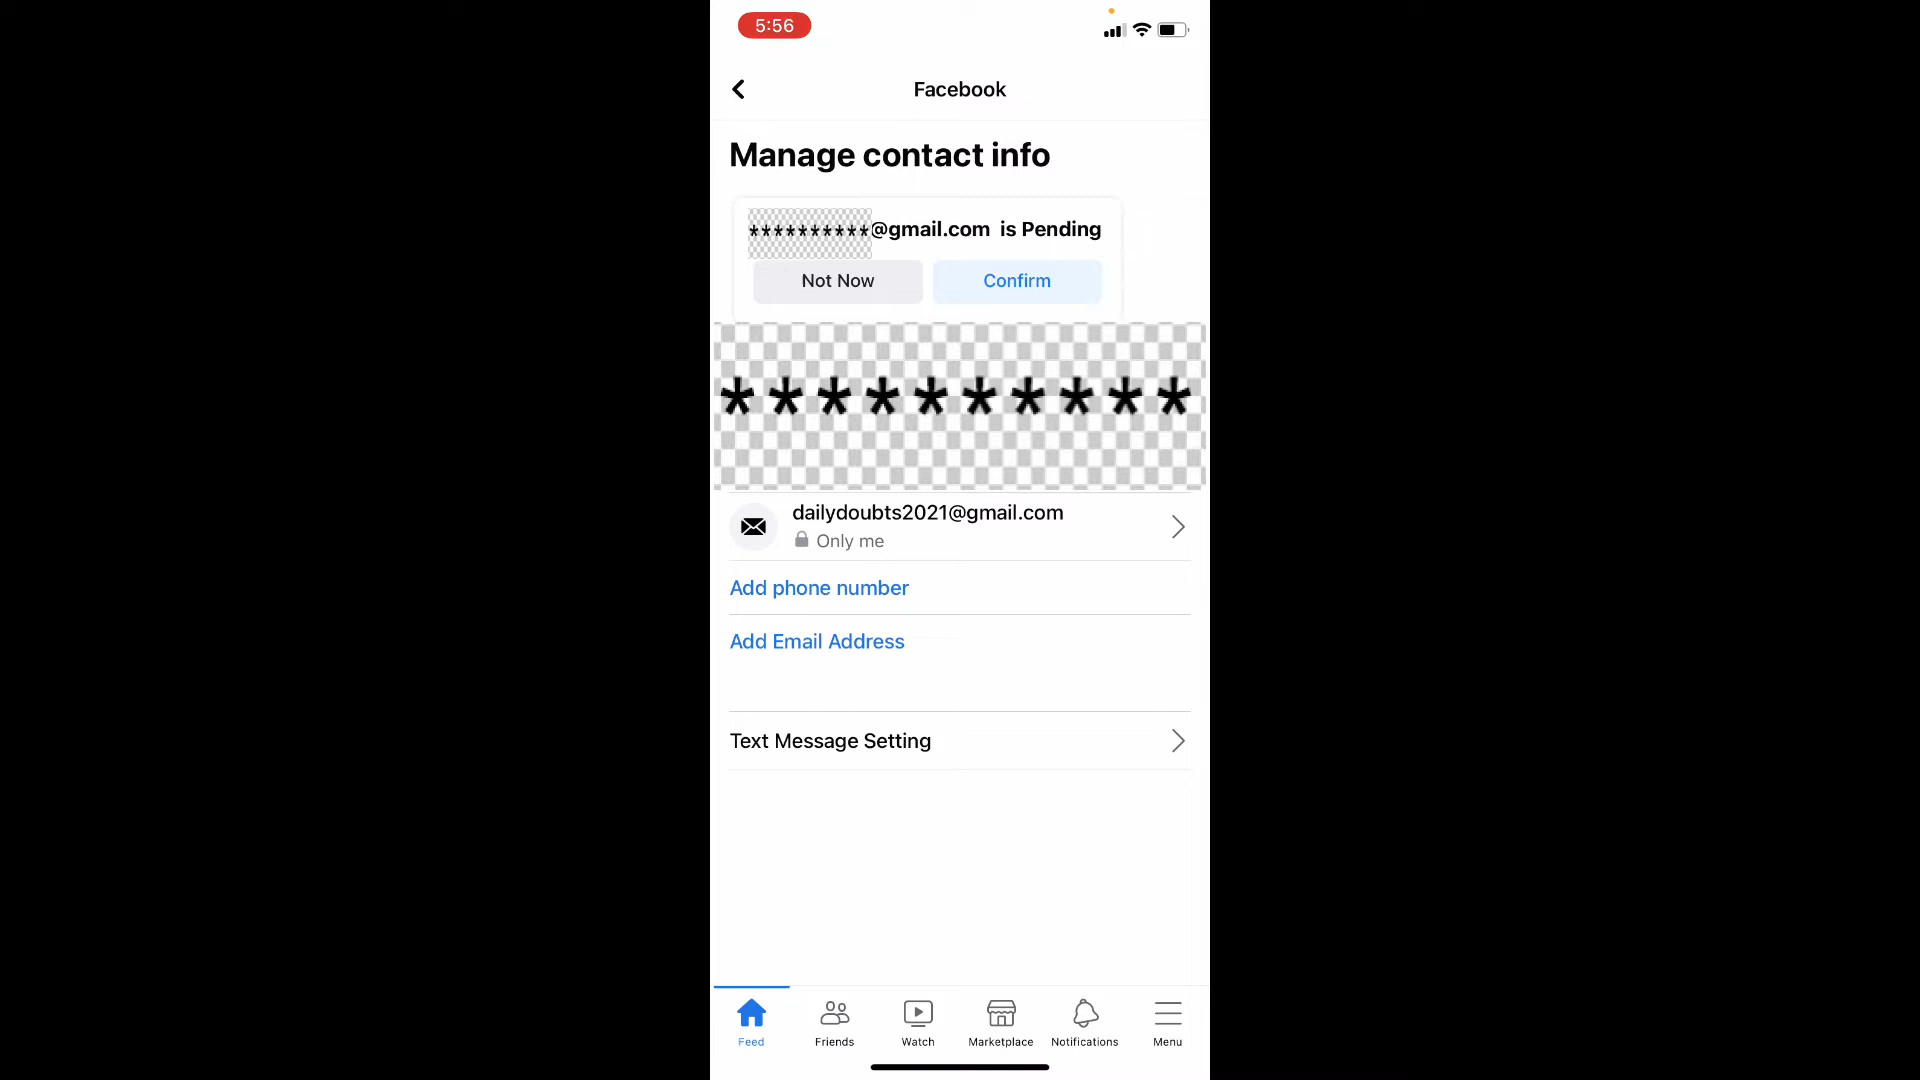 5:56
Facebook
Manage contact info
**********@gmail.com is Pending
Not Now
Confirm
**********
dailydoubts2021@gmail.com
Only me
Add phone number
Add Email Address
Text Message Setting
Feed
Friends
Watch
Marketplace
Notifications
Menu